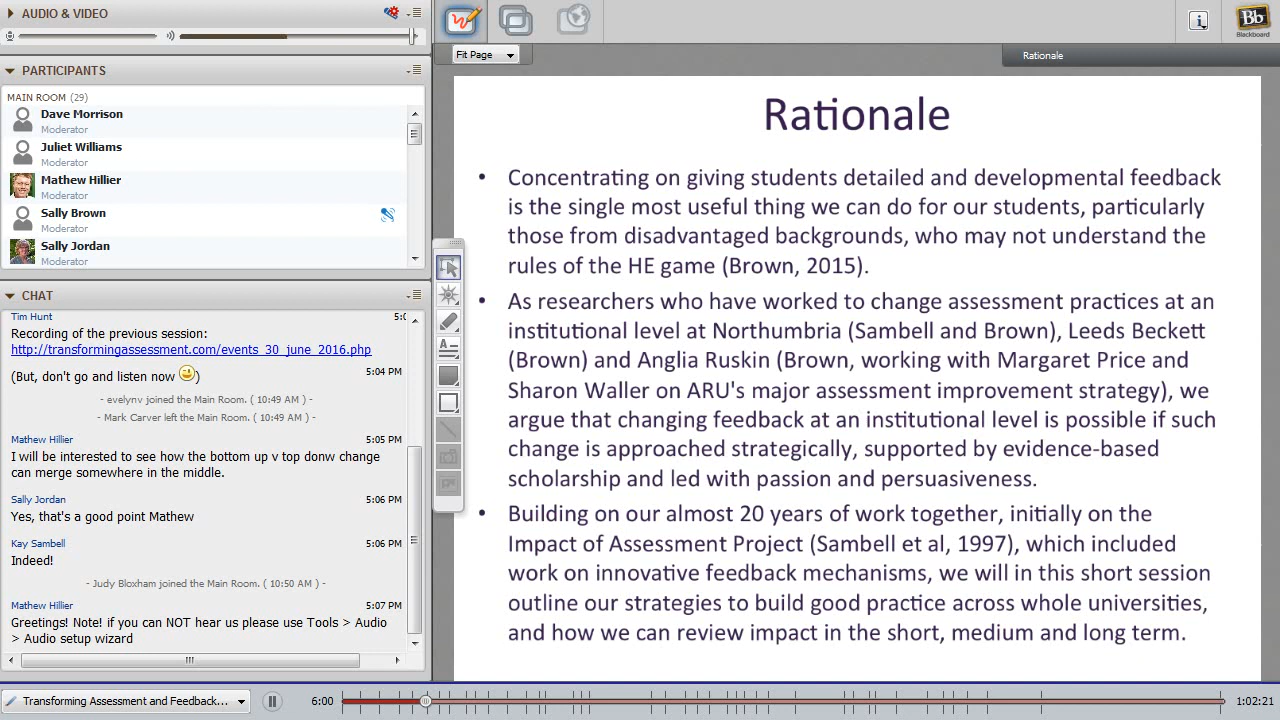 AUDIO & VIDEO
PARTICIPANTS
MAIN ROOM (29)
Dave Morrison
Moderator
Juliet Williams
Moderator
Mathew Hillier
Moderator
Sally Brown
Moderator
Sally Jordan
Moderator
CHAT
Tim Hunt
Recording of the previous session:
http://transformingassessment.com/events_30_june_2016.php
(But, don't go and listen now ) 5:04 PM
- evelynv joined the Main Room. ( 10:49 AM ) -
- Mark Carver left the Main Room. ( 10:49 AM ) -
Mathew Hillier 5:05 PM
I will be interested to see how the bottom up v top donw change
can merge somewhere in the middle.
Sally Jordan 5:06 PM
Yes, that's a good point Mathew
Kay Sambell 5:06 PM
Indeed!
- Judy Bloxham joined the Main Room. ( 10:50 AM ) -
Mathew Hillier 5:07 PM
Greetings! Note! if you can NOT hear us please use Tools > Audio
> Audio setup wizard
Transforming Assessment and Feedback...
6:00
1:02:21
Fit Page
Rationale
Bb
Blackboard
Rationale
• Concentrating on giving students detailed and developmental feedback
is the single most useful thing we can do for our students, particularly
those from disadvantaged backgrounds, who may not understand the
rules of the HE game (Brown, 2015).
• As researchers who have worked to change assessment practices at an
institutional level at Northumbria (Sambell and Brown), Leeds Beckett
(Brown) and Anglia Ruskin (Brown, working with Margaret Price and
Sharon Waller on ARU's major assessment improvement strategy), we
argue that changing feedback at an institutional level is possible if such
change is approached strategically, supported by evidence-based
scholarship and led with passion and persuasiveness.
• Building on our almost 20 years of work together, initially on the
Impact of Assessment Project (Sambell et al, 1997), which included
work on innovative feedback mechanisms, we will in this short session
outline our strategies to build good practice across whole universities,
and how we can review impact in the short, medium and long term.